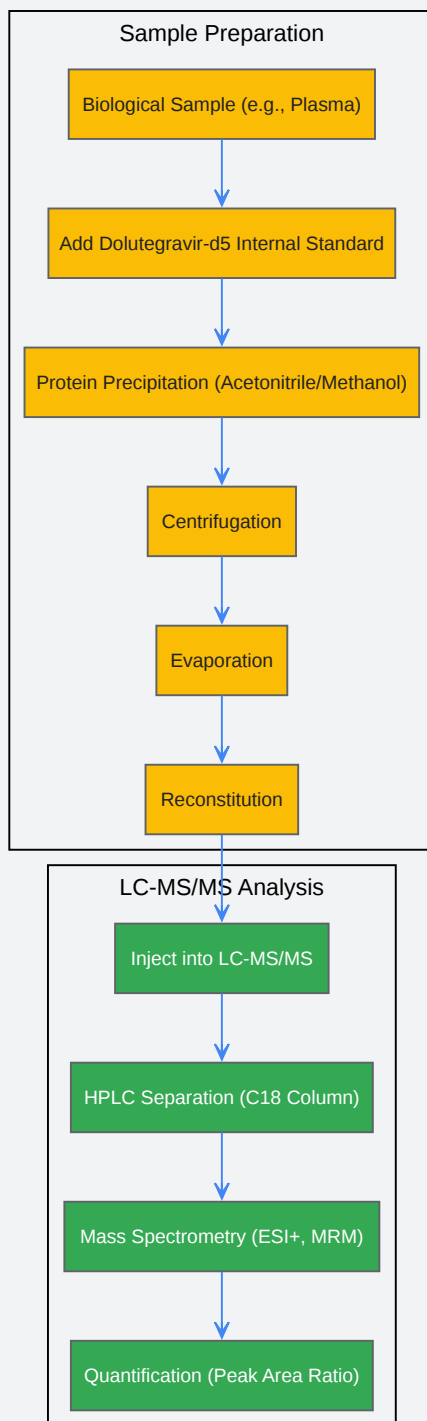 Sample Preparation
Biological Sample (e.g., Plasma)
Add Dolutegravir-d5 Internal Standard
Protein Precipitation (Acetonitrile/Methanol)
Centrifugation
Evaporation
Reconstitution
LC-MS/MS Analysis
Inject into LC-MS/MS
HPLC Separation (C18 Column)
Mass Spectrometry (ESI+, MRM)
Quantification (Peak Area Ratio)